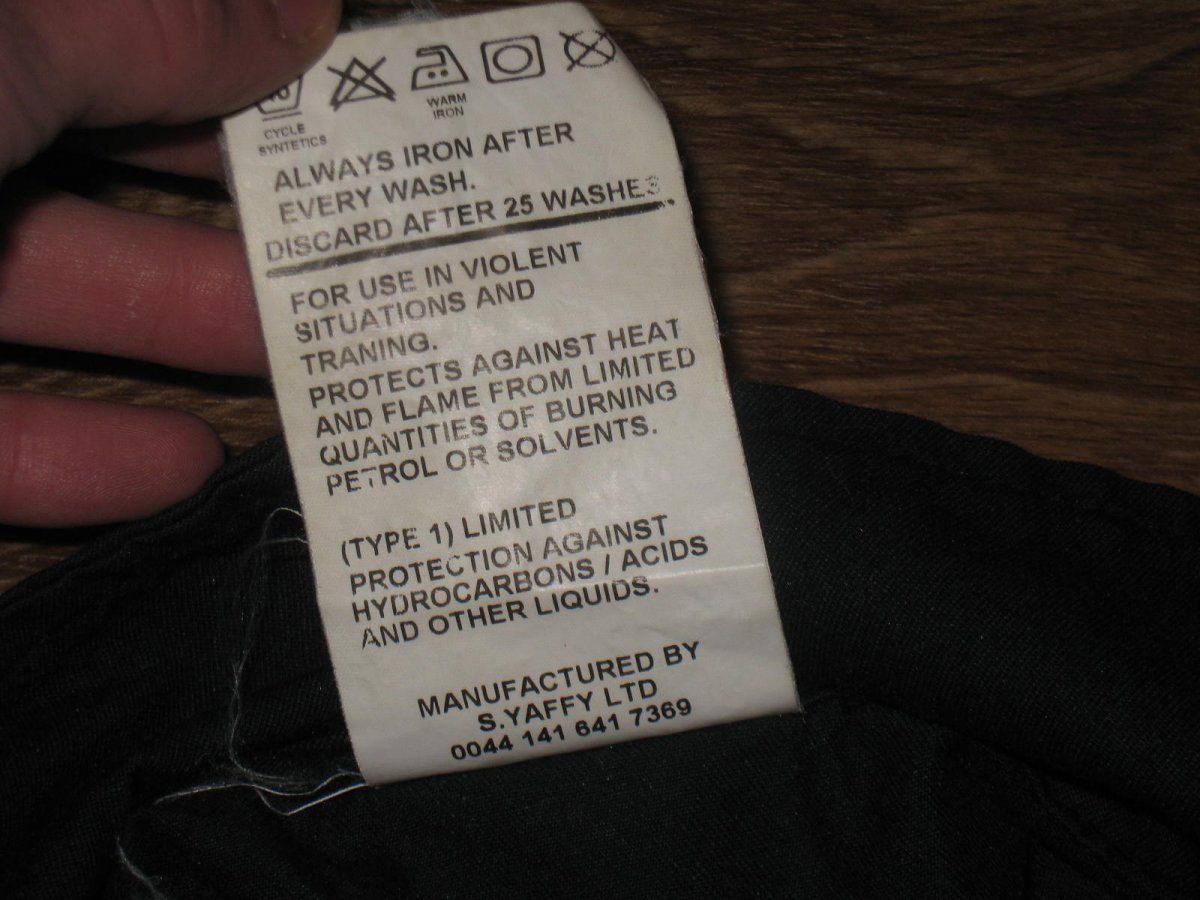 40
CYCLE
SYNTETICS
WARM
IRON
ALWAYS IRON AFTER
EVERY WASH.
DISCARD AFTER 25 WASHES.
FOR USE IN VIOLENT
SITUATIONS AND
TRANING.
PROTECTS AGAINST HEAT
AND FLAME FROM LIMITED
QUANTITIES OF BURNING
PETROL OR SOLVENTS.
(TYPE 1) LIMITED
PROTECTION AGAINST
HYDROCARBONS / ACIDS
AND OTHER LIQUIDS.
MANUFACTURED BY
S.YAFFY LTD
0044 141 641 7369